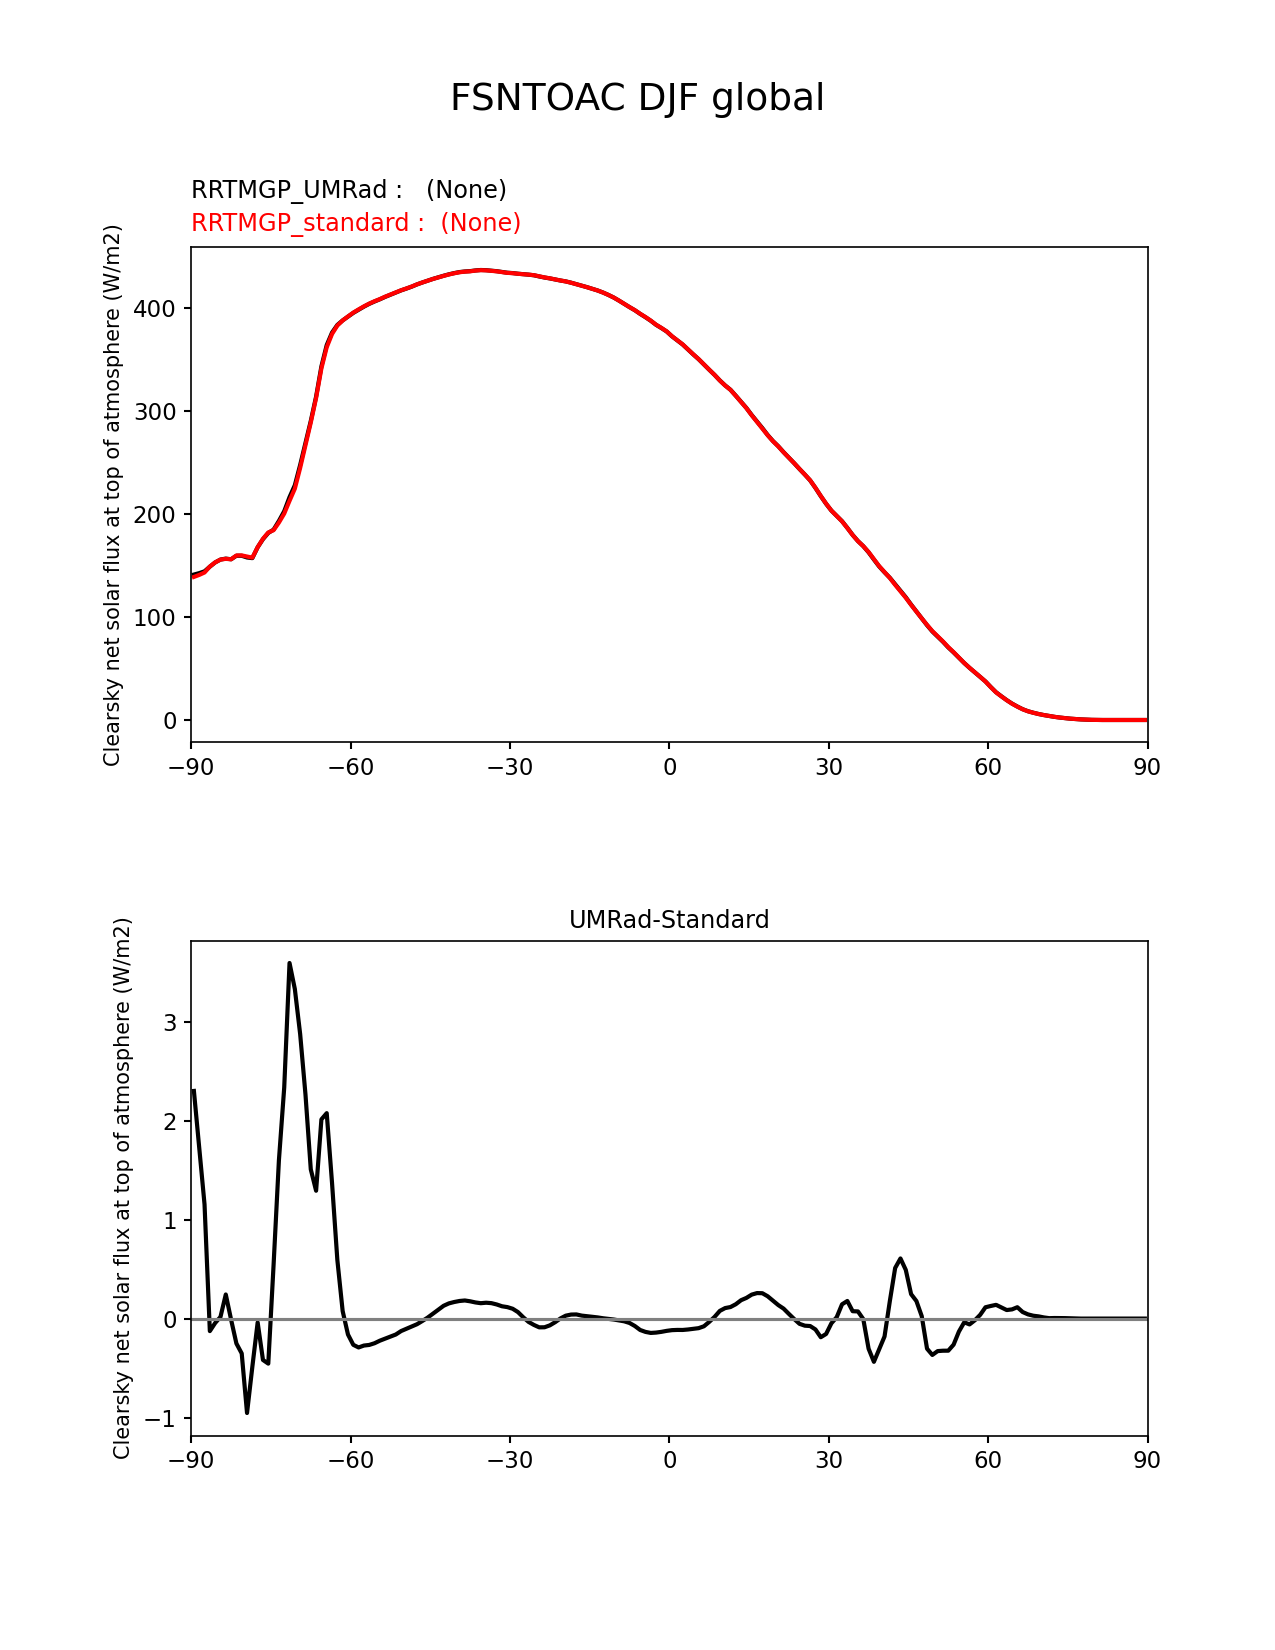 FSNTOAC DJF global
RRTMGP_UMRad :   (None)
RRTMGP_standard :  (None)
Clearsky net solar flux at top of atmosphere (W/m2)
400
300
200
100
0
−90 −60 −30 0 30 60 90
UMRad-Standard
Clearsky net solar flux at top of atmosphere (W/m2)
3
2
1
0
−1
−90 −60 −30 0 30 60 90